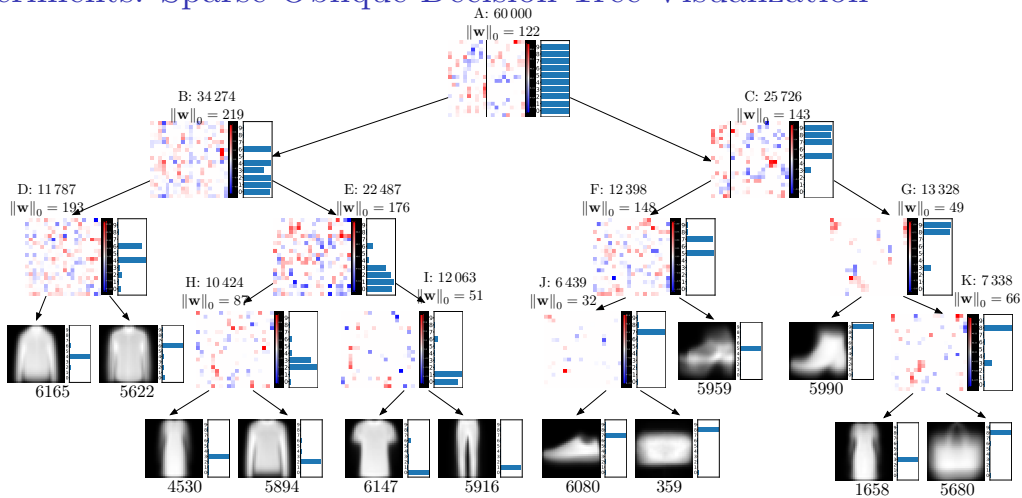 eriments: Sparse Oblique Decision Tree Visualization
A: 60 000
‖w‖₀ = 122
B: 34 274
‖w‖₀ = 219
C: 25 726
‖w‖₀ = 143
D: 11 787
‖w‖₀ = 193
E: 22 487
‖w‖₀ = 176
F: 12 398
‖w‖₀ = 148
G: 13 328
‖w‖₀ = 49
H: 10 424
‖w‖₀ = 87
I: 12 063
‖w‖₀ = 51
J: 6 439
‖w‖₀ = 32
K: 7 338
‖w‖₀ = 66
6165
5622
5959
5990
4530
5894
6147
5916
6080
359
1658
5680